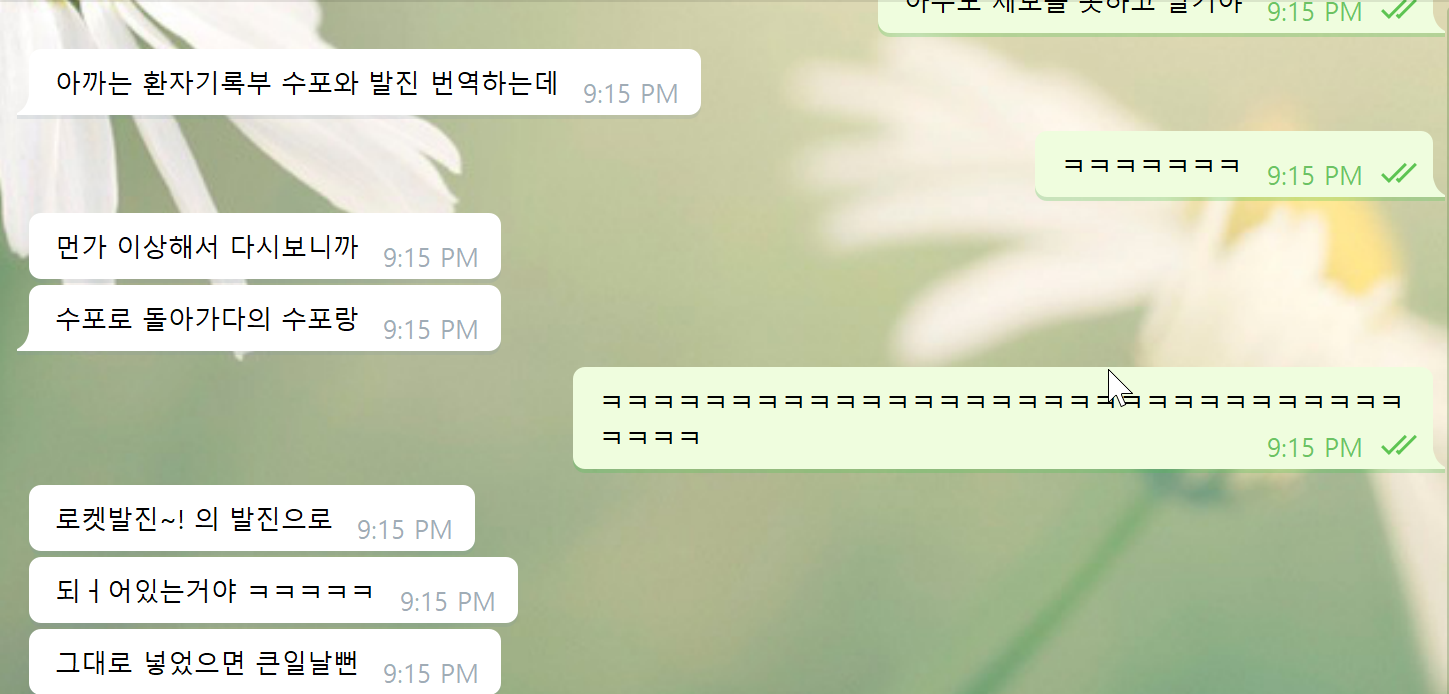 9:15 PM
아까는 환자기록부 수포와 발진 번역하는데 9:15 PM
ㅋㅋㅋㅋㅋㅋㅋ 9:15 PM
먼가 이상해서 다시보니까 9:15 PM
수포로 돌아가다의 수포랑 9:15 PM
ㅋㅋㅋㅋㅋㅋㅋㅋㅋㅋㅋㅋㅋㅋㅋㅋㅋㅋㅋㅋㅋㅋㅋㅋㅋㅋㅋㅋㅋㅋㅋ
ㅋㅋㅋㅋ 9:15 PM
로켓발진~! 의 발진으로 9:15 PM
되ㅓ어있는거야 ㅋㅋㅋㅋㅋ 9:15 PM
그대로 넣었으면 큰일날뻔 9:15 PM